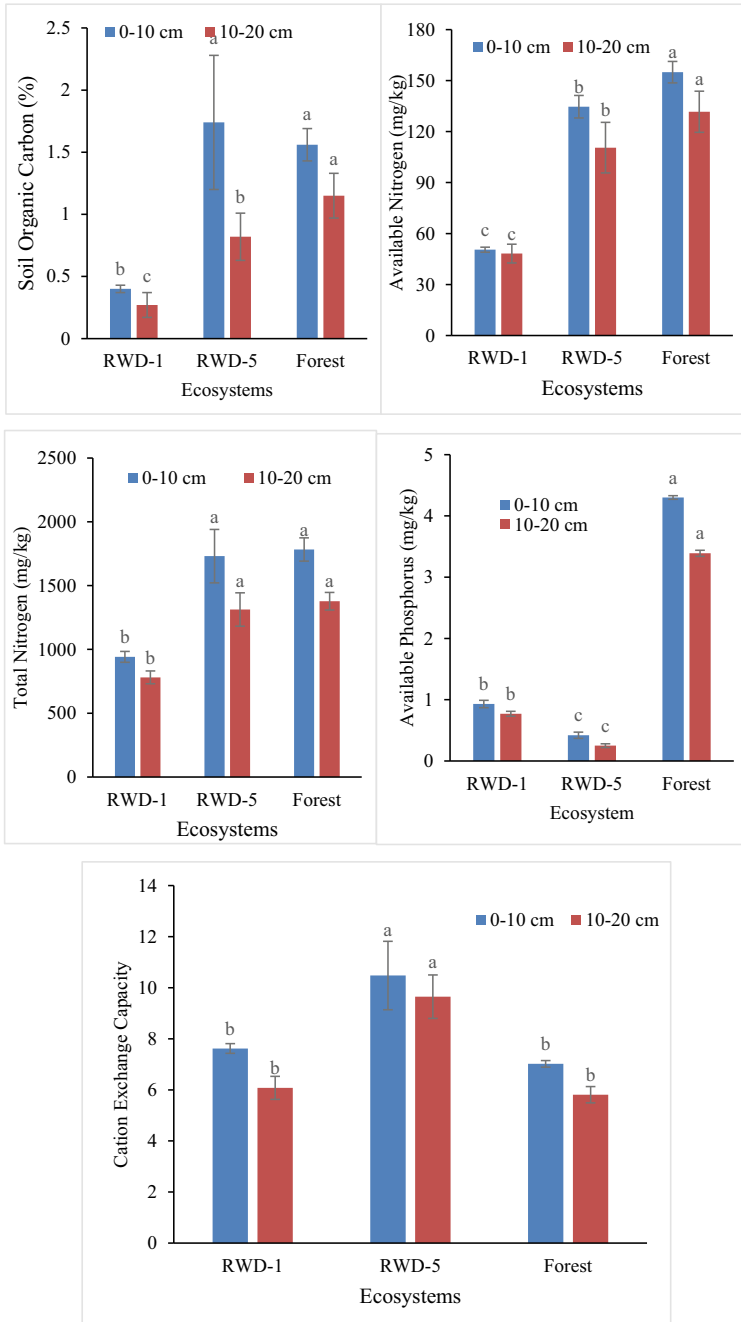 0-10 cm 10-20 cm
Soil Organic Carbon (%)
2.5
2
1.5
1
0.5
0
b c a b a a
RWD-1 RWD-5 Forest
Ecosystems
0-10 cm 10-20 cm
Available Nitrogen (mg/kg)
180
150
120
90
60
30
0
c c b b a a
RWD-1 RWD-5 Forest
Ecosystems
0-10 cm 10-20 cm
Total Nitrogen (mg/kg)
2500
2000
1500
1000
500
0
b b a a a a
RWD-1 RWD-5 Forest
Ecosystems
0-10 cm
10-20 cm
Available Phosphorus (mg/kg)
5
4
3
2
1
0
b b c c a a
RWD-1 RWD-5 Forest
Ecosystem
0-10 cm 10-20 cm
Cation Exchange Capacity
14
12
10
8
6
4
2
0
b b a a b b
RWD-1 RWD-5 Forest
Ecosystems